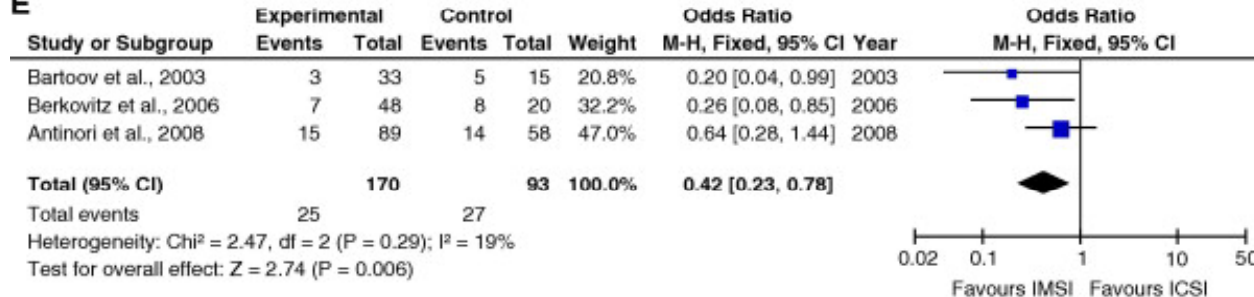 E
Experimental Control Odds Ratio Odds Ratio
Study or Subgroup Events Total Events Total Weight M-H, Fixed, 95% CI Year M-H, Fixed, 95% CI
Bartoov et al., 2003 3 33 5 15 20.8% 0.20 [0.04, 0.99] 2003
Berkovitz et al., 2006 7 48 8 20 32.2% 0.26 [0.08, 0.85] 2006
Antinori et al., 2008 15 89 14 58 47.0% 0.64 [0.28, 1.44] 2008
Total (95% CI) 170 93 100.0% 0.42 [0.23, 0.78]
Total events 25 27
Heterogeneity: Chi² = 2.47, df = 2 (P = 0.29); I² = 19%
Test for overall effect: Z = 2.74 (P = 0.006)
0.02 0.1 1 10 50
Favours IMSI Favours ICSI